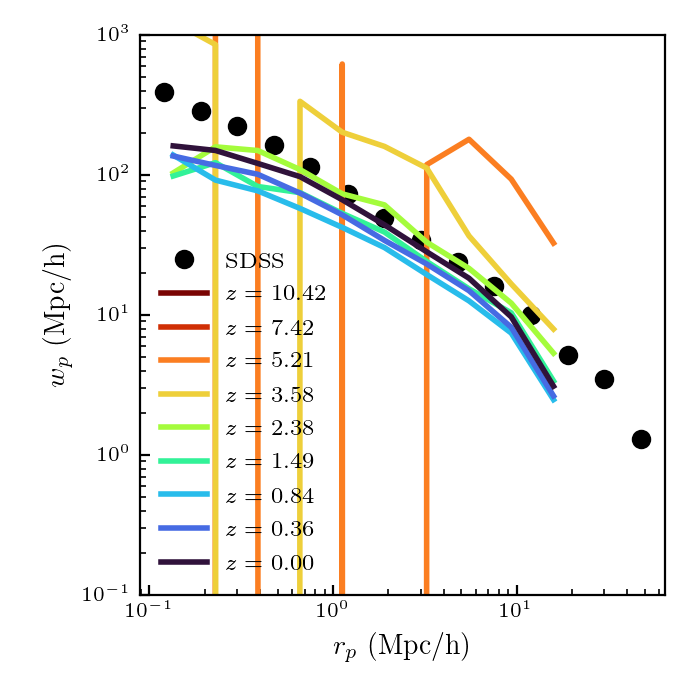 10³
10²
10¹
10⁰
10⁻¹
w_p (Mpc/h)
SDSS
z = 10.42
z = 7.42
z = 5.21
z = 3.58
z = 2.38
z = 1.49
z = 0.84
z = 0.36
z = 0.00
10⁻¹ 10⁰ 10¹
r_p (Mpc/h)